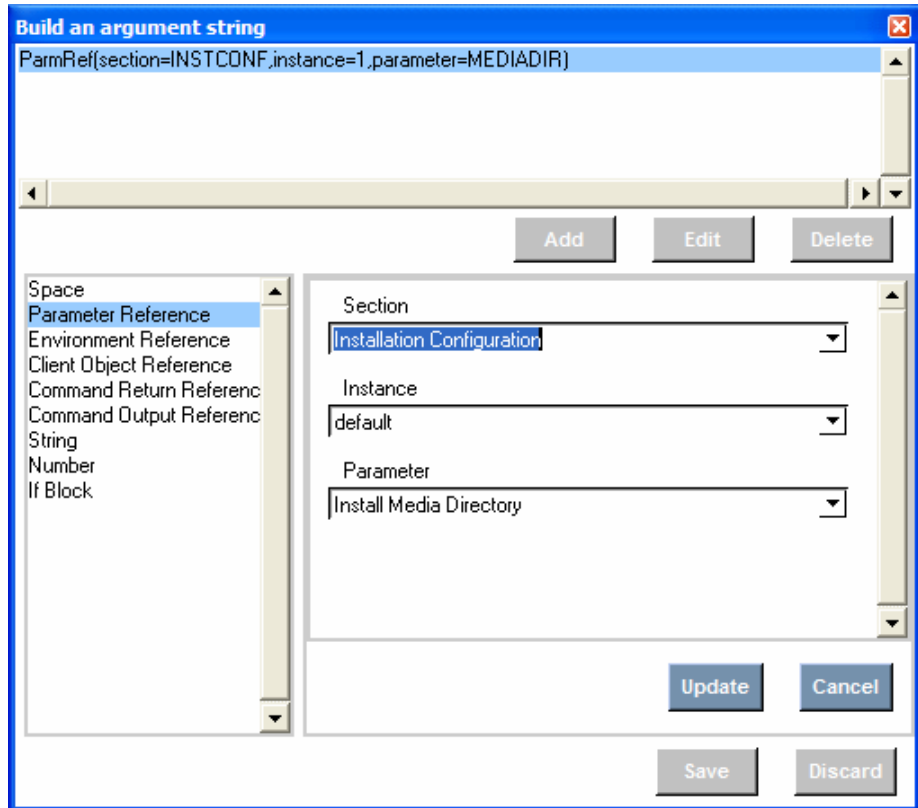 Build an argument string
ParmRef(section=INSTCONF,instance=1,parameter=MEDIADIR)
Add Edit Delete
Space
Parameter Reference
Environment Reference
Client Object Reference
Command Return Referenc
Command Output Referenc
String
Number
If Block
Section
Installation Configuration
Instance
default
Parameter
Install Media Directory
Update Cancel
Save Discard